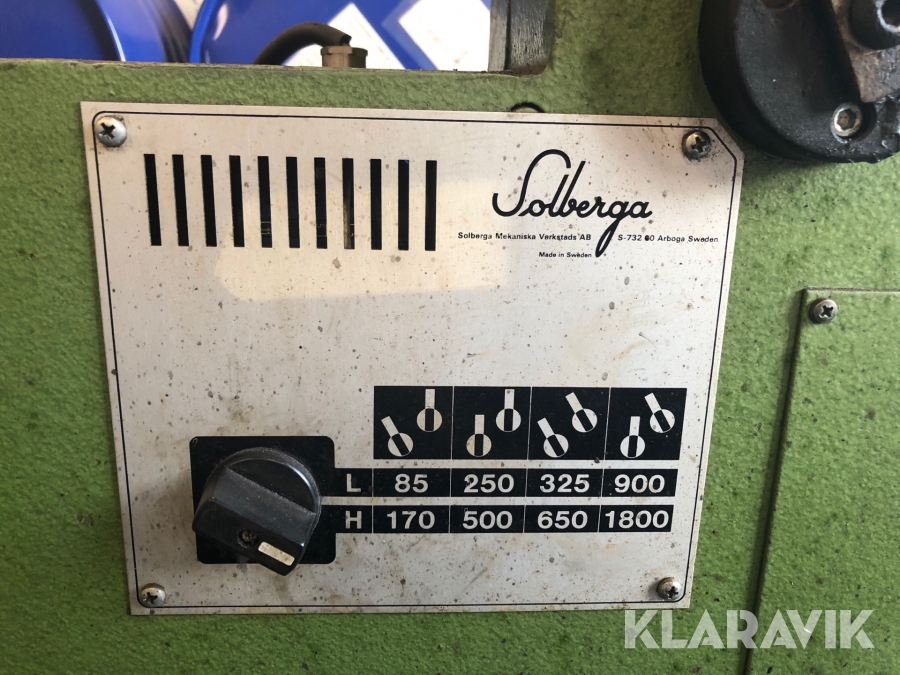 Solberga
Solberga Mekaniska Verkstads AB S-732 00 Arboga Sweden
Made in Sweden
L 85 250 325 900
H 170 500 650 1800
KLARAVIK